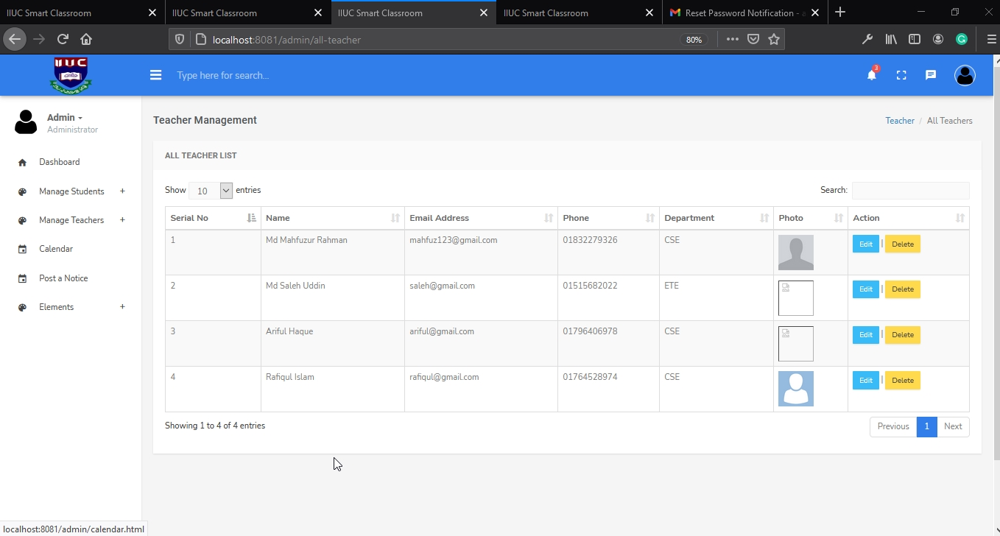 IIUC Smart Classroom IIUC Smart Classroom IIUC Smart Classroom IIUC Smart Classroom Reset Password Notification -
localhost:8081/admin/all-teacher 80%
IIUC
Type here for search... 3
Admin
Administrator
Dashboard
Manage Students +
Manage Teachers +
Calendar
Post a Notice
Elements +
Teacher Management Teacher / All Teachers
ALL TEACHER LIST
Show 10 entries Search:
Serial No Name Email Address Phone Department Photo Action
1 Md Mahfuzur Rahman mahfuz123@gmail.com 01832279326 CSE Edit | Delete
2 Md Saleh Uddin saleh@gmail.com 01515682022 ETE Edit | Delete
3 Ariful Haque ariful@gmail.com 01796406978 CSE Edit | Delete
4 Rafiqul Islam rafiqul@gmail.com 01764528974 CSE Edit | Delete
Showing 1 to 4 of 4 entries Previous 1 Next
localhost:8081/admin/calendar.html